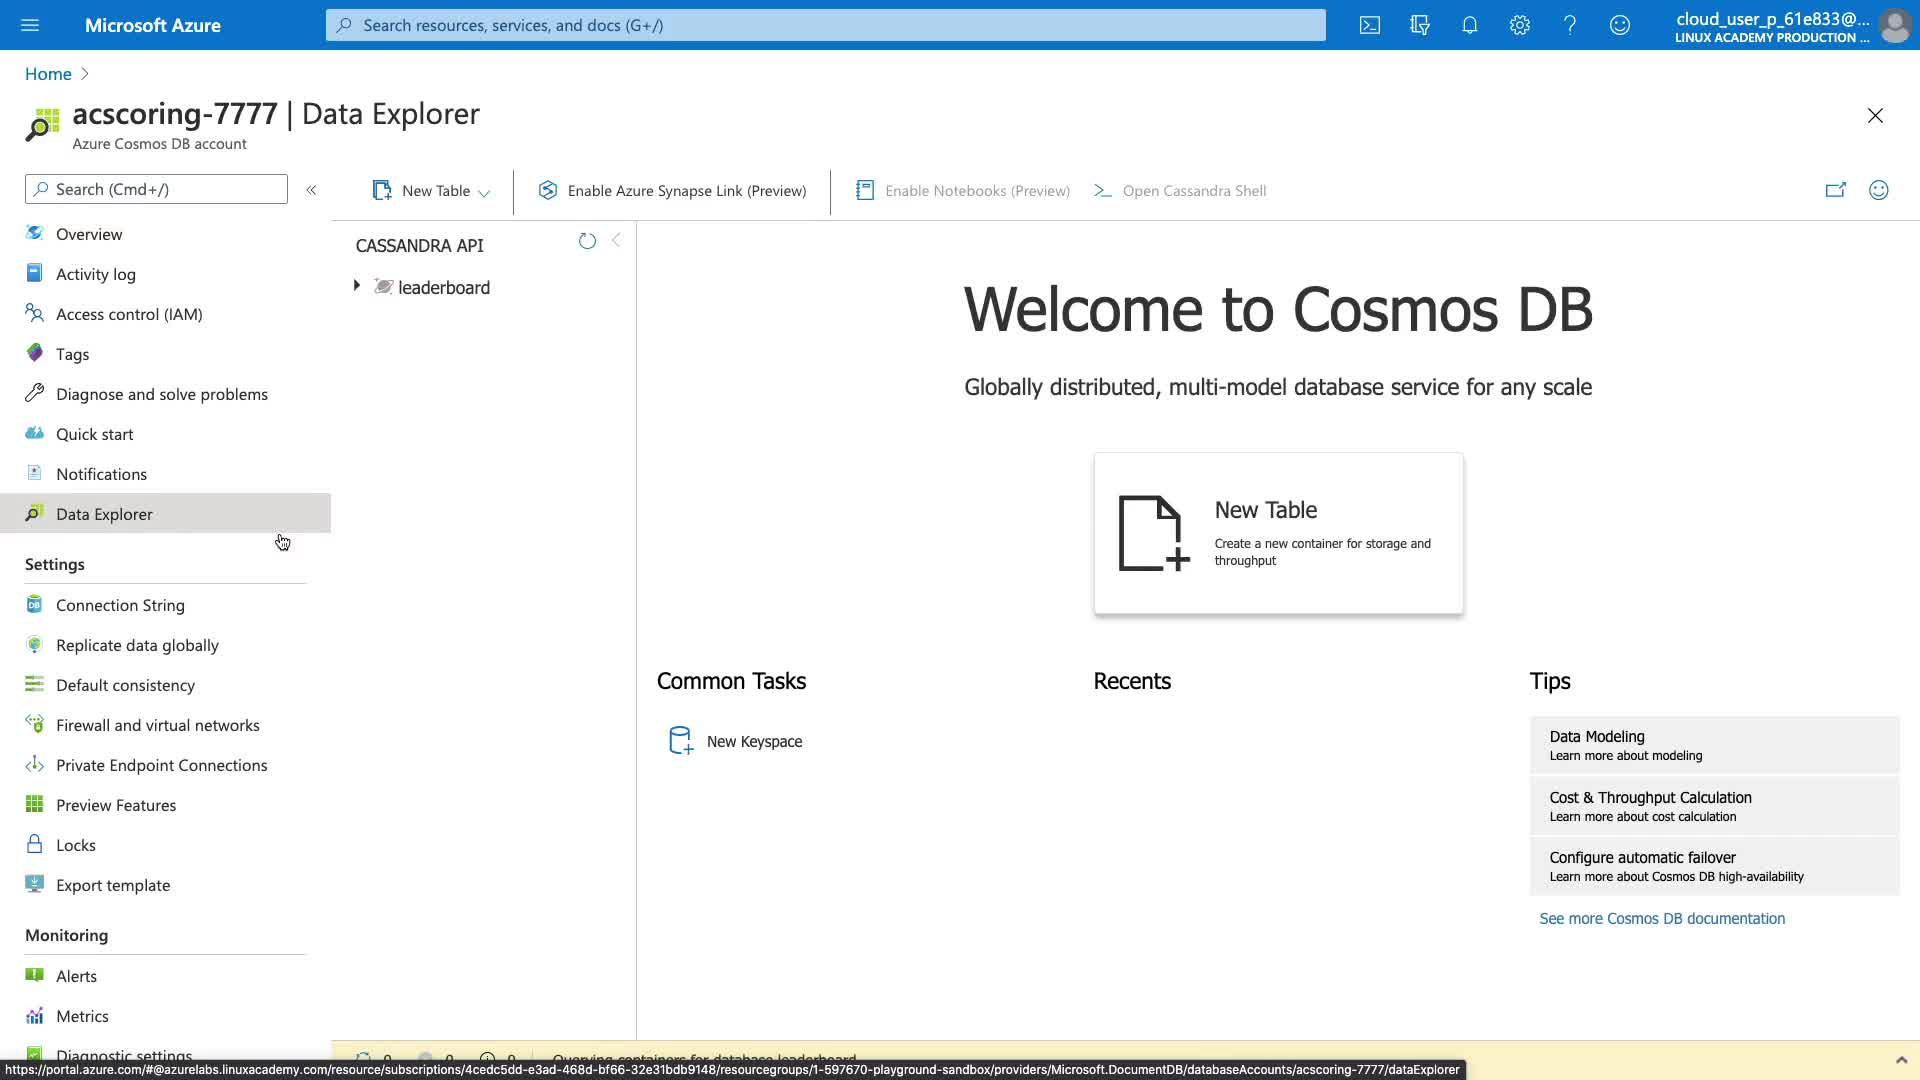 Microsoft Azure
Search resources, services, and docs (G+/)
cloud_user_p_61e833@...
LINUX ACADEMY PRODUCTION ...
Home
acscoring-7777 | Data Explorer
Azure Cosmos DB account
Search (Cmd+/)
New Table
Enable Azure Synapse Link (Preview)
Enable Notebooks (Preview)
Open Cassandra Shell
Overview
Activity log
Access control (IAM)
Tags
Diagnose and solve problems
Quick start
Notifications
Data Explorer
Settings
Connection String
Replicate data globally
Default consistency
Firewall and virtual networks
Private Endpoint Connections
Preview Features
Locks
Export template
Monitoring
Alerts
Metrics
Diagnostic settings
CASSANDRA API
leaderboard
Welcome to Cosmos DB
Globally distributed, multi-model database service for any scale
New Table
Create a new container for storage and
throughput
Common Tasks
New Keyspace
Recents
Tips
Data Modeling
Learn more about modeling
Cost & Throughput Calculation
Learn more about cost calculation
Configure automatic failover
Learn more about Cosmos DB high-availability
See more Cosmos DB documentation
0 0 0 Querying containers for database leaderboard
https://portal.azure.com/#@azurelabs.linuxacademy.com/resource/subscriptions/4cedc5dd-e3ad-468d-bf66-32e31bdb9148/resourcegroups/1-597670-playground-sandbox/providers/Microsoft.DocumentDB/databaseAccounts/acscoring-7777/dataExplorer